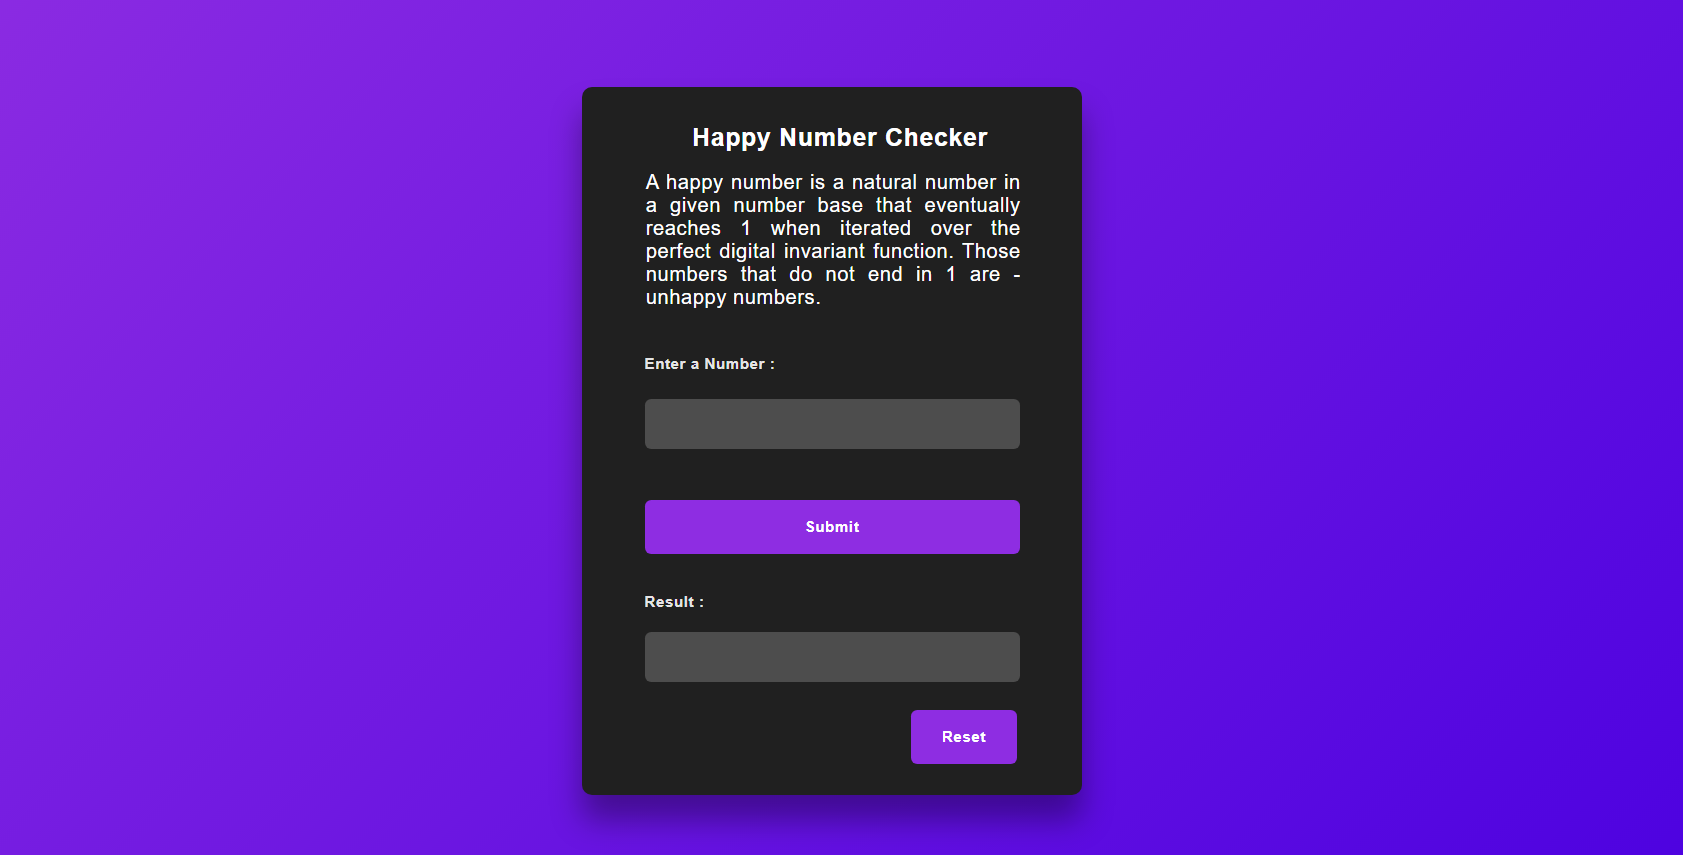 Happy Number Checker
A happy number is a natural number in
a given number base that eventually
reaches 1 when iterated over the
perfect digital invariant function. Those
numbers that do not end in 1 are -
unhappy numbers.
Enter a Number :
Submit
Result :
Reset